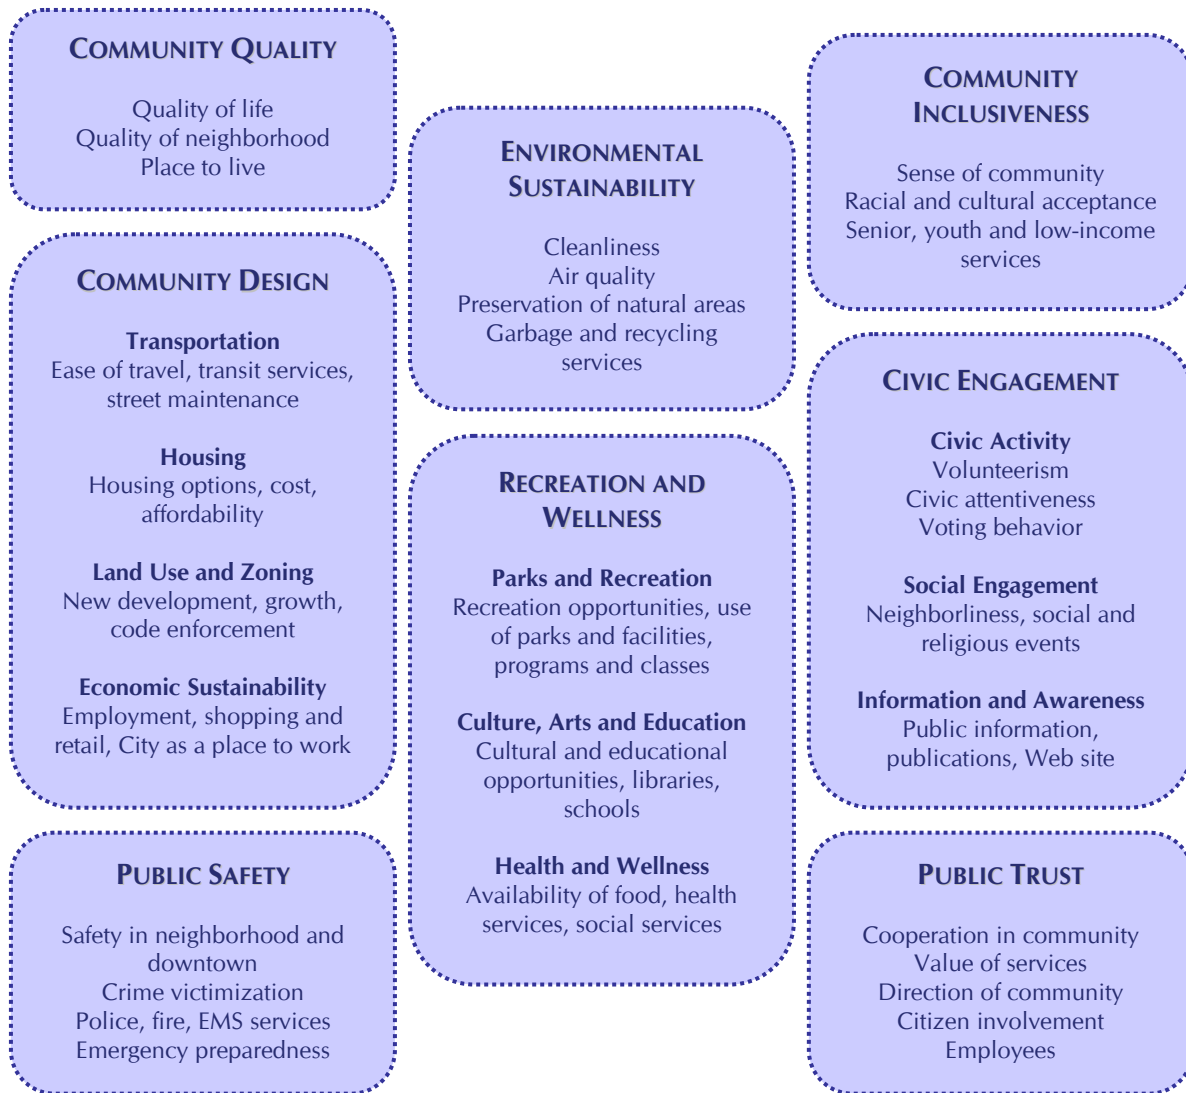 COMMUNITY QUALITY
Quality of life
Quality of neighborhood
Place to live
COMMUNITY DESIGN
Transportation
Ease of travel, transit services,
street maintenance
Housing
Housing options, cost,
affordability
Land Use and Zoning
New development, growth,
code enforcement
Economic Sustainability
Employment, shopping and
retail, City as a place to work
PUBLIC SAFETY
Safety in neighborhood and
downtown
Crime victimization
Police, fire, EMS services
Emergency preparedness
ENVIRONMENTAL
SUSTAINABILITY
Cleanliness
Air quality
Preservation of natural areas
Garbage and recycling
services
RECREATION AND
WELLNESS
Parks and Recreation
Recreation opportunities, use
of parks and facilities,
programs and classes
Culture, Arts and Education
Cultural and educational
opportunities, libraries,
schools
Health and Wellness
Availability of food, health
services, social services
COMMUNITY
INCLUSIVENESS
Sense of community
Racial and cultural acceptance
Senior, youth and low-income
services
CIVIC ENGAGEMENT
Civic Activity
Volunteerism
Civic attentiveness
Voting behavior
Social Engagement
Neighborliness, social and
religious events
Information and Awareness
Public information,
publications, Web site
PUBLIC TRUST
Cooperation in community
Value of services
Direction of community
Citizen involvement
Employees